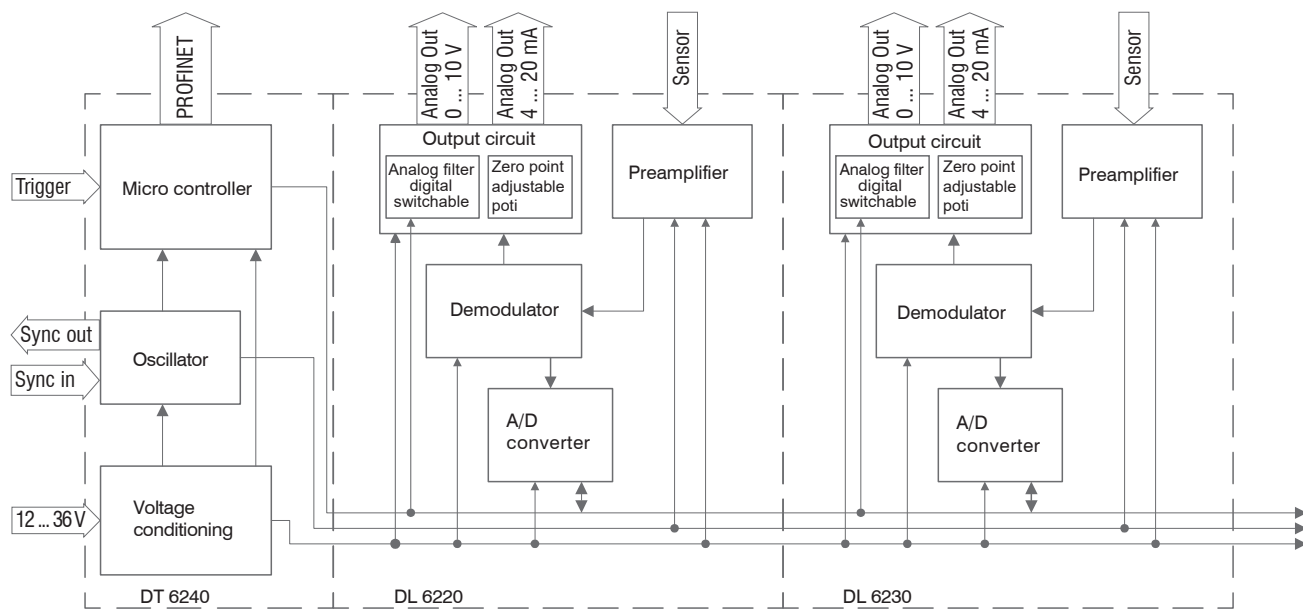 PROFINET
Analog Out
0 ... 10 V
Analog Out
4 ... 20 mA
Sensor
Analog Out
0 ... 10 V
Analog Out
4 ... 20 mA
Sensor
Trigger
Micro controller
Output circuit
Analog filter
digital
switchable
Zero point
adjustable
poti
Preamplifier
Output circuit
Analog filter
digital
switchable
Zero point
adjustable
poti
Preamplifier
Sync out
Sync in
Oscillator
Demodulator
Demodulator
A/D
converter
A/D
converter
12 ... 36 V
Voltage
conditioning
DT 6240
DL 6220
DL 6230